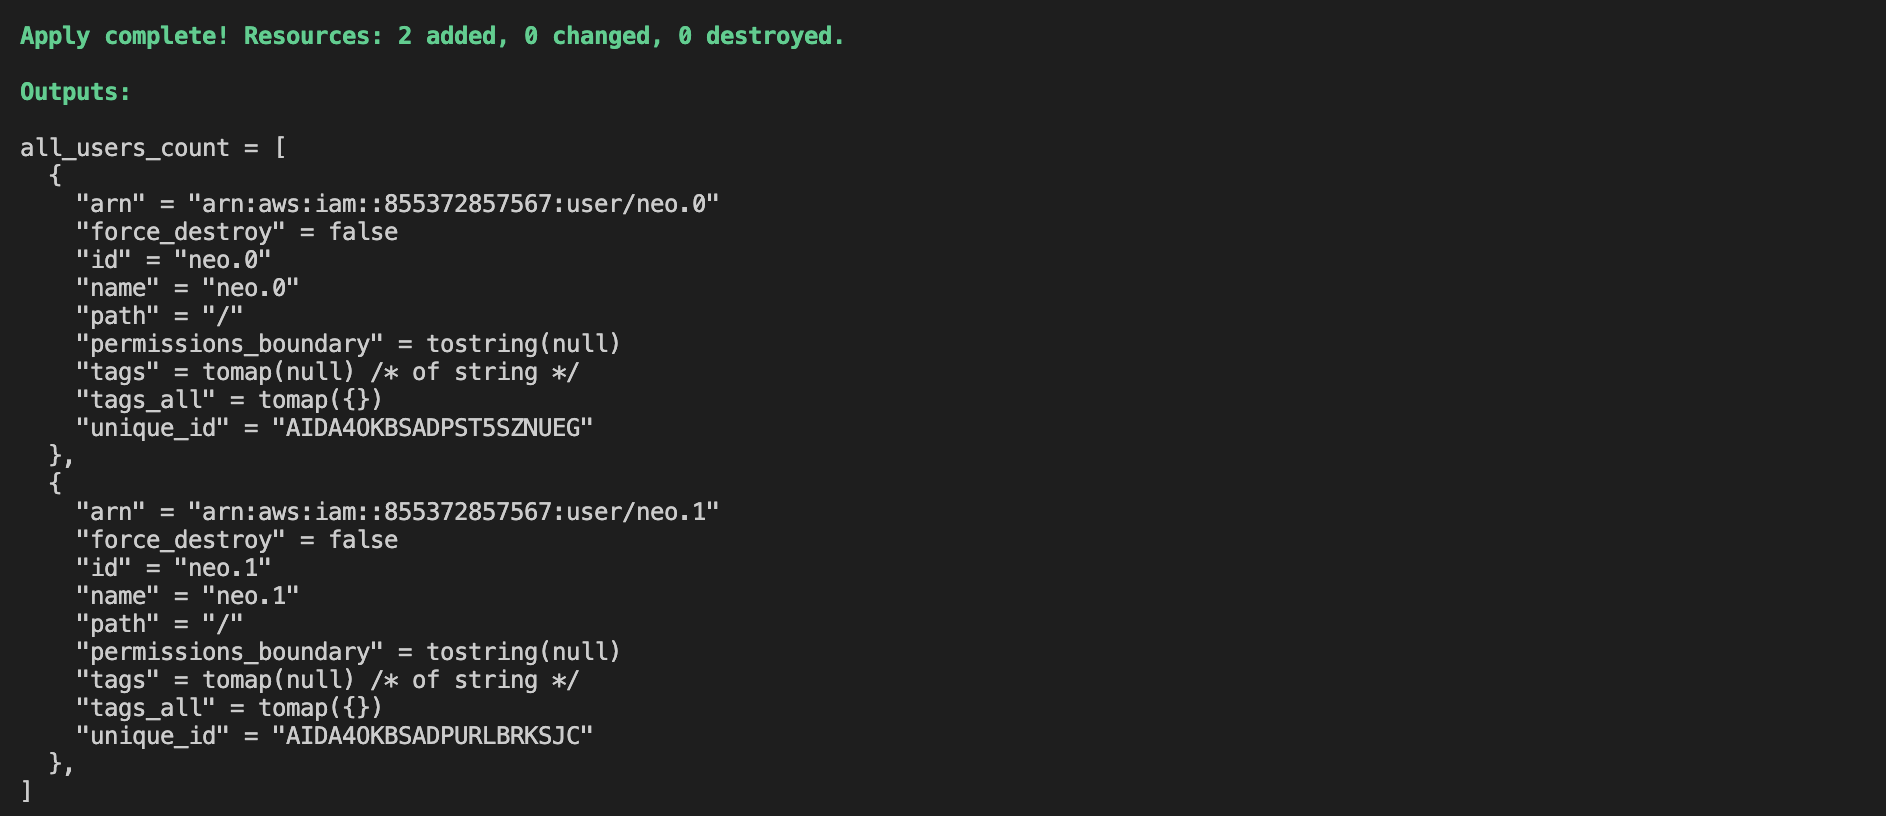 Apply complete! Resources: 2 added, 0 changed, 0 destroyed.
Outputs:
all_users_count = [
  {
    "arn" = "arn:aws:iam::855372857567:user/neo.0"
    "force_destroy" = false
    "id" = "neo.0"
    "name" = "neo.0"
    "path" = "/"
    "permissions_boundary" = tostring(null)
    "tags" = tomap(null) /* of string */
    "tags_all" = tomap({})
    "unique_id" = "AIDA4OKBSADPST5SZNUEG"
  },
  {
    "arn" = "arn:aws:iam::855372857567:user/neo.1"
    "force_destroy" = false
    "id" = "neo.1"
    "name" = "neo.1"
    "path" = "/"
    "permissions_boundary" = tostring(null)
    "tags" = tomap(null) /* of string */
    "tags_all" = tomap({})
    "unique_id" = "AIDA4OKBSADPURLBRKSJC"
  },
]